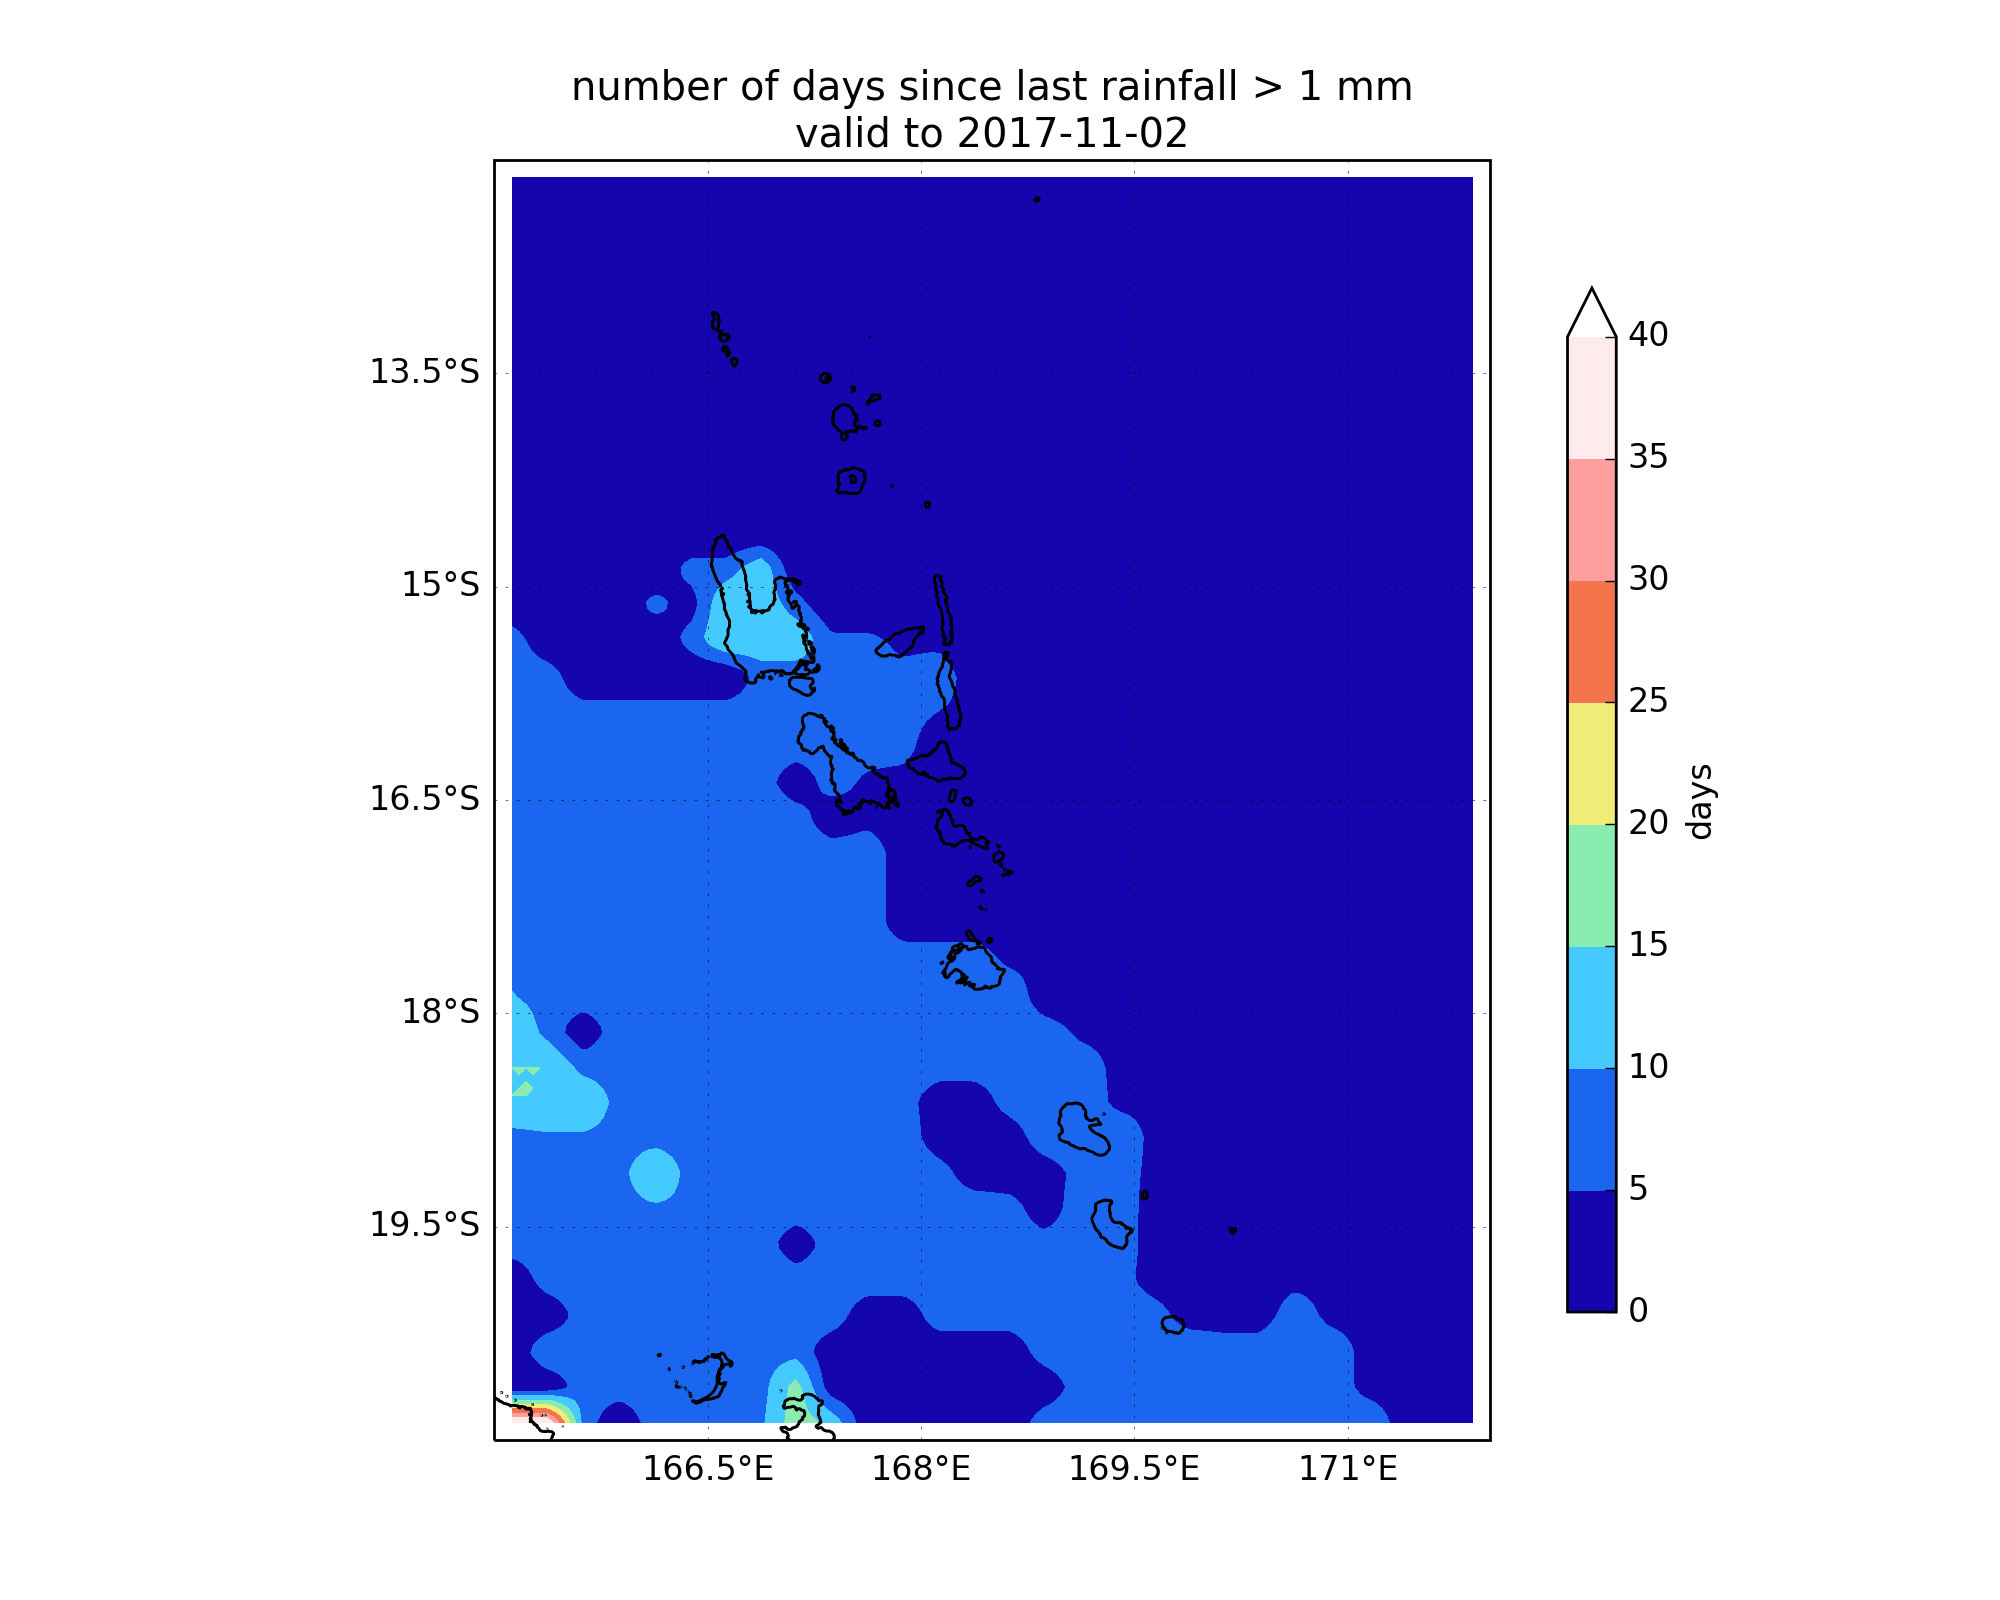 number of days since last rainfall > 1 mm
valid to 2017-11-02
13.5°S
15°S
16.5°S
18°S
19.5°S
166.5°E
168°E
169.5°E
171°E
40
35
30
25
20
15
10
5
0
days